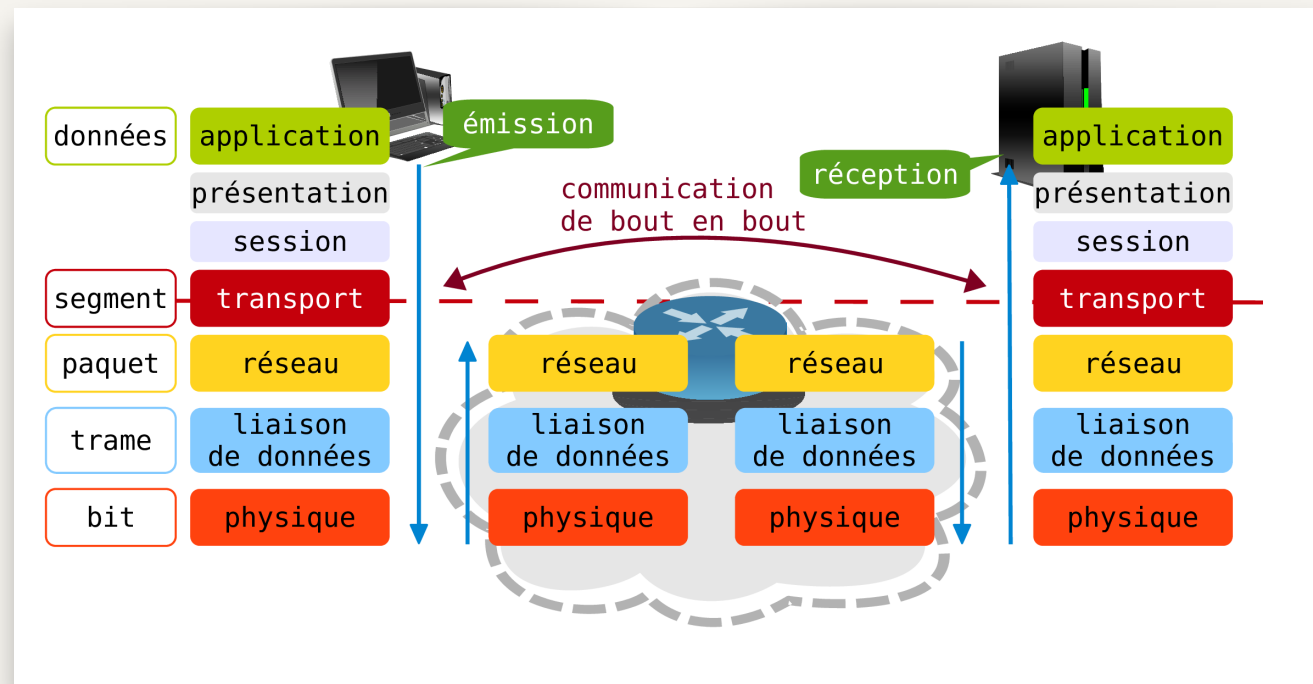 données
application
émission
application
réception
présentation
communication
de bout en bout
présentation
session
session
segment
transport
transport
paquet
réseau
réseau
réseau
réseau
trame
liaison
de données
liaison
de données
liaison
de données
liaison
de données
bit
physique
physique
physique
physique